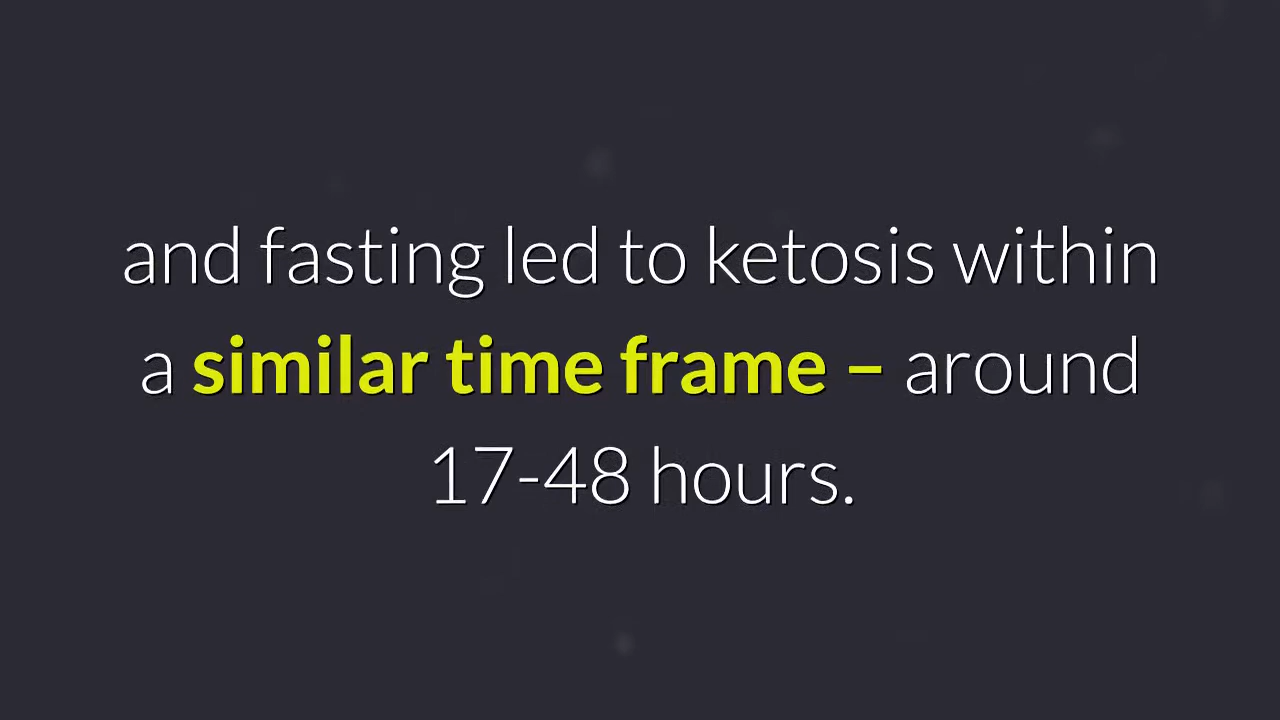 and fasting led to ketosis within
a similar time frame – around
17-48 hours.